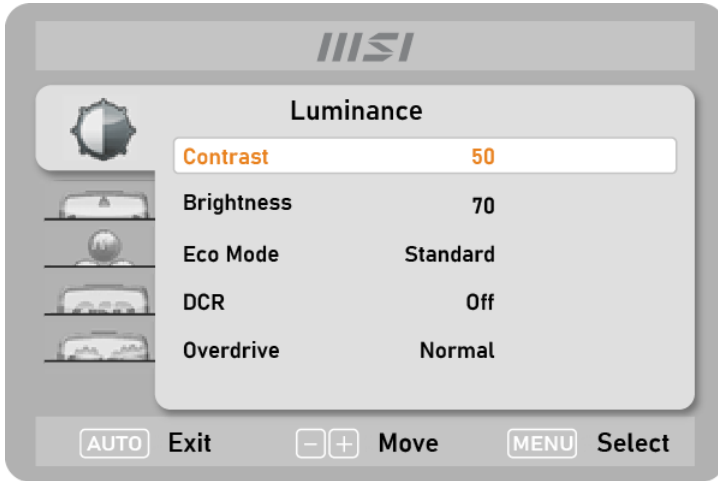 msi
Luminance
Contrast 50
Brightness 70
Eco Mode Standard
DCR Off
Overdrive Normal
AUTO Exit - + Move MENU Select